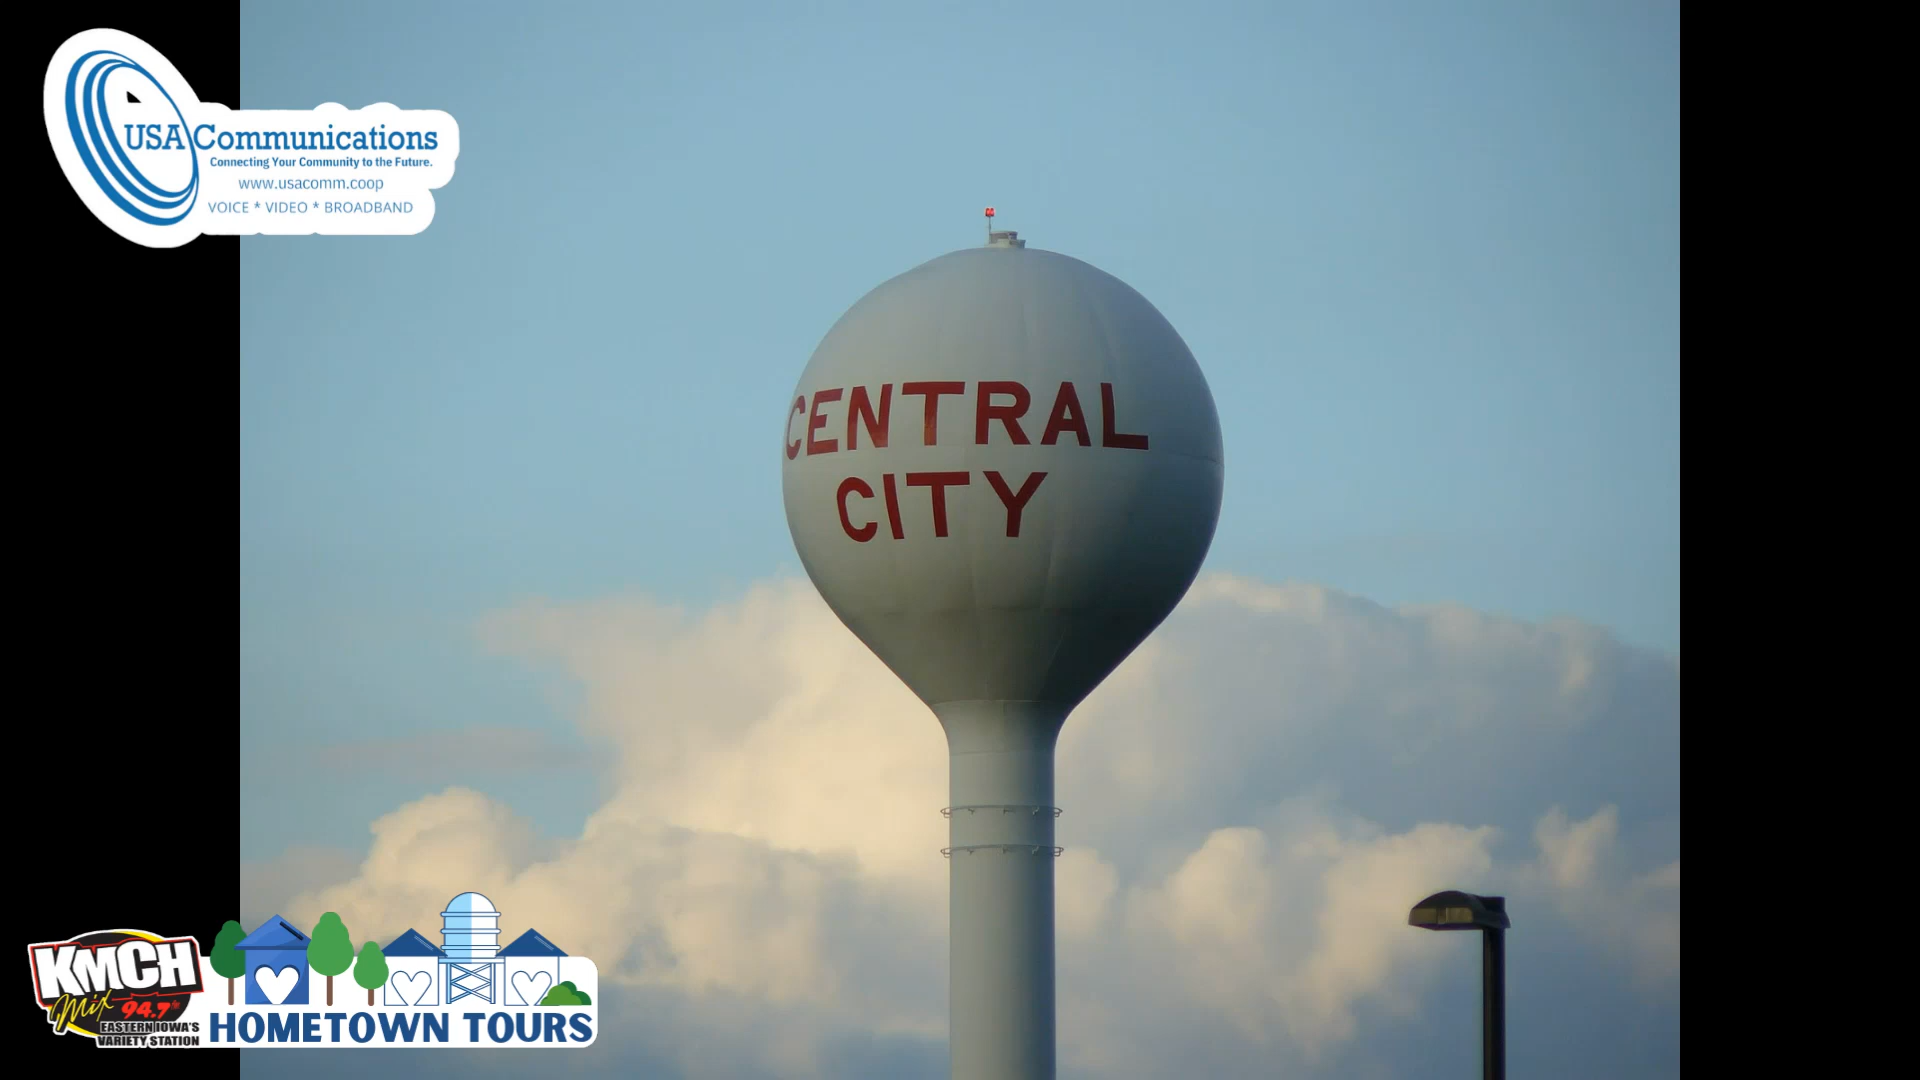 USA Communications
Connecting Your Community to the Future.
www.usacomm.coop
VOICE * VIDEO * BROADBAND
CENTRAL
CITY
KMCH
Mix 94.7 fm
EASTERN IOWA'S
VARIETY STATION
HOMETOWN TOURS